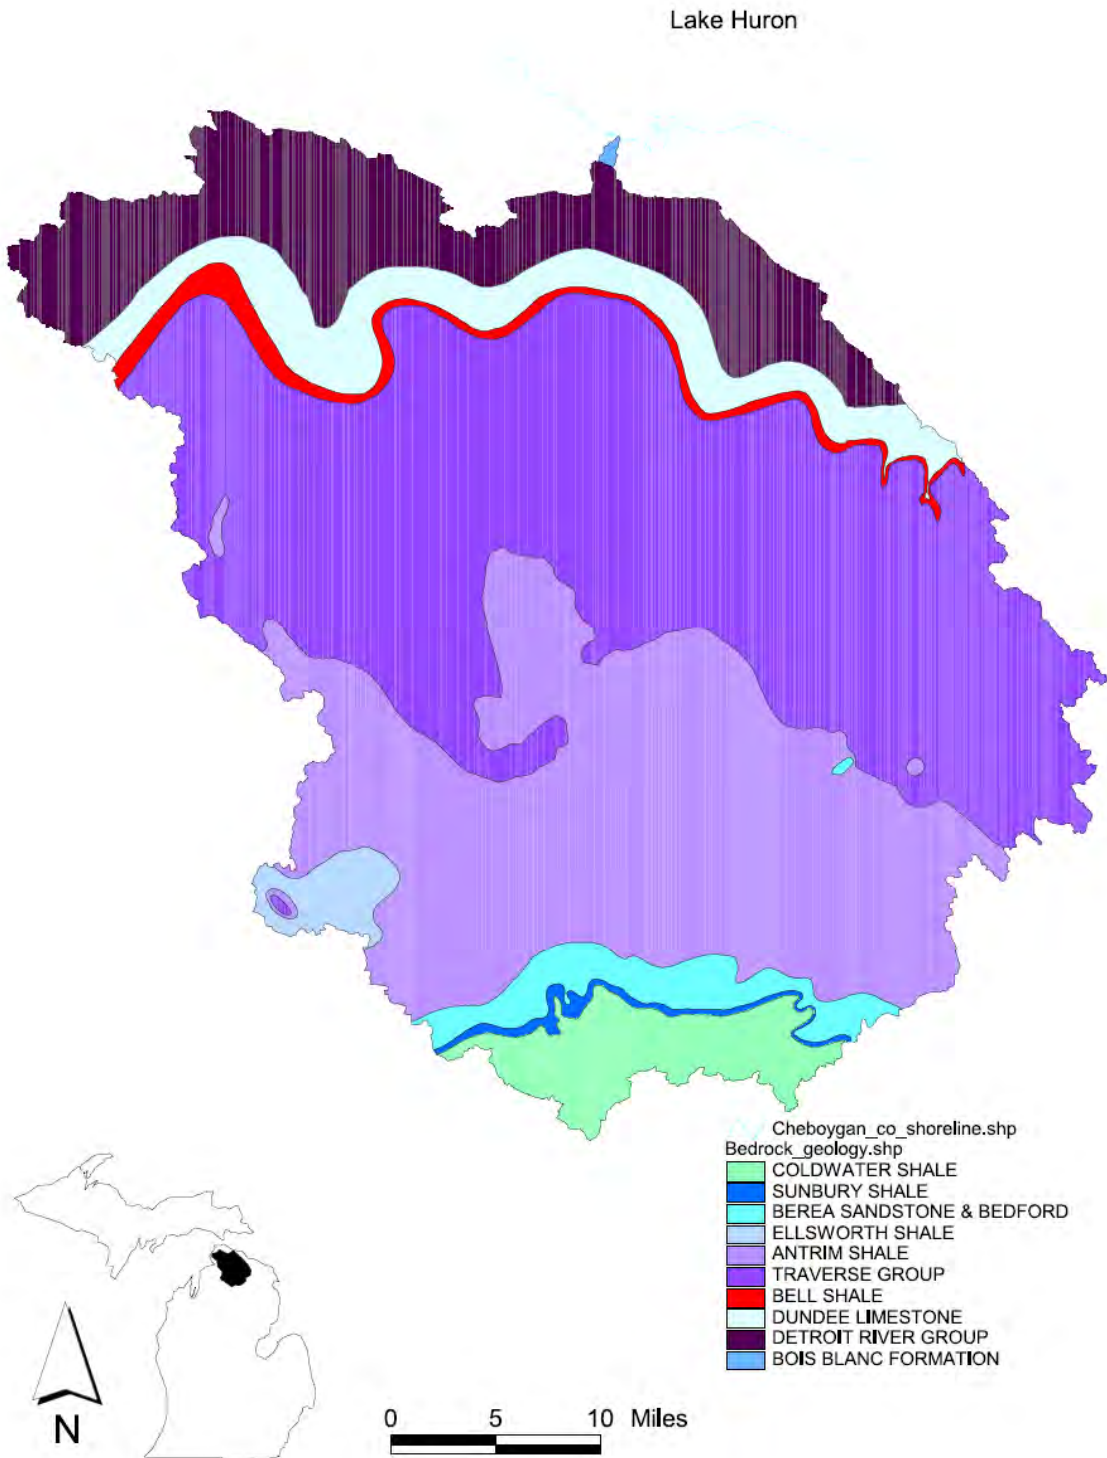 Lake Huron
Cheboygan_co_shoreline.shp
Bedrock_geology.shp
COLDWATER SHALE
SUNBURY SHALE
BEREA SANDSTONE & BEDFORD
ELLSWORTH SHALE
ANTRIM SHALE
TRAVERSE GROUP
BELL SHALE
DUNDEE LIMESTONE
DETROIT RIVER GROUP
BOIS BLANC FORMATION
N
0 5 10 Miles